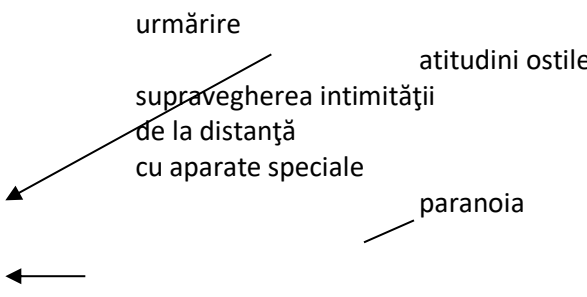 urmărire
atitudini ostile
supravegherea intimităţii
de la distanţă
cu aparate speciale
paranoia